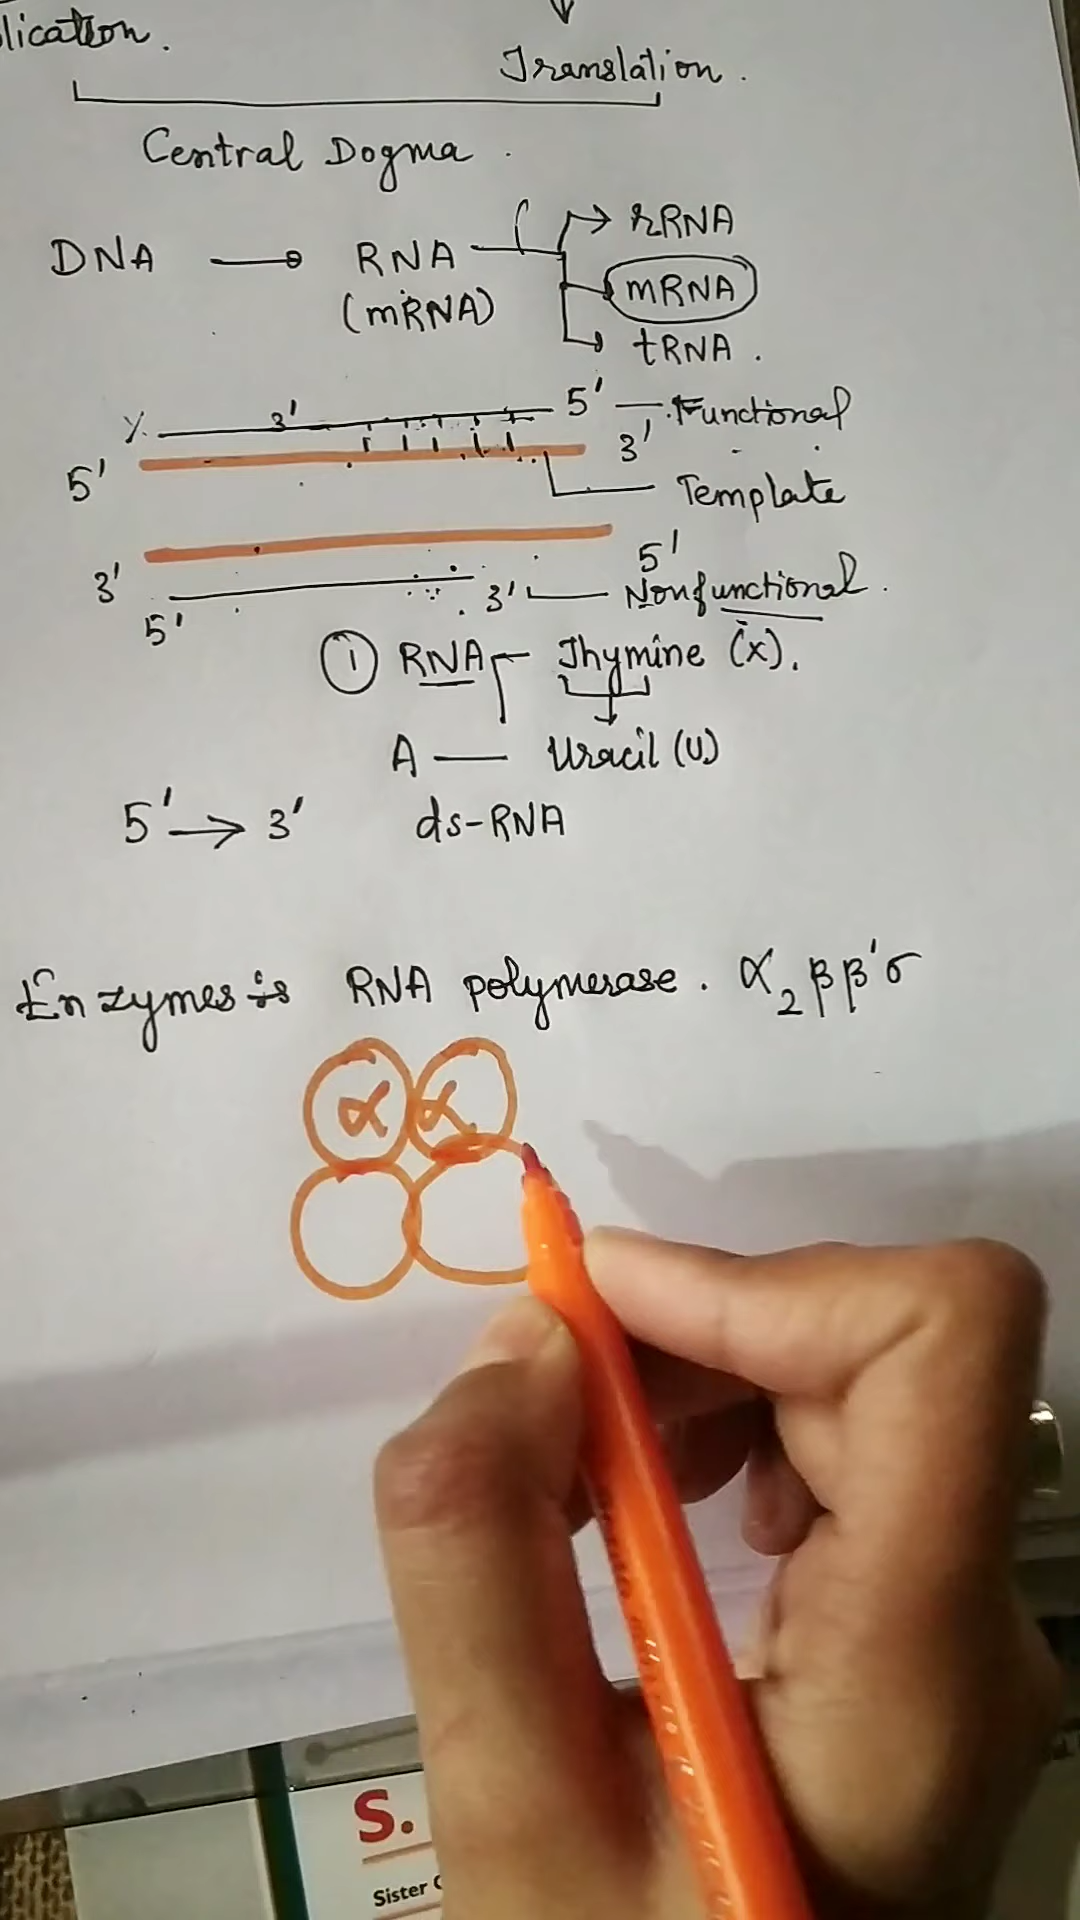 lication.
Translation.
Central Dogma.
DNA → RNA → rRNA
(mRNA) mRNA
tRNA.
3' 5' — Functional
5' 3'
Template
3' 5'
5' 3' — Nonfunctional.
① RNA — Thymine (x).
A — Uracil (U)
5' → 3' ds-RNA
Enzymes is RNA polymerase. α₂ββ'σ
α α
S.
Sister